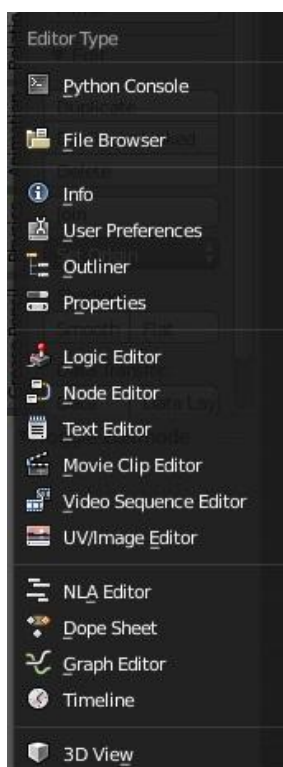 Editor Type
Python Console
File Browser
Info
User Preferences
Outliner
Properties
Logic Editor
Node Editor
Text Editor
Movie Clip Editor
Video Sequence Editor
UV/Image Editor
NLA Editor
Dope Sheet
Graph Editor
Timeline
3D View